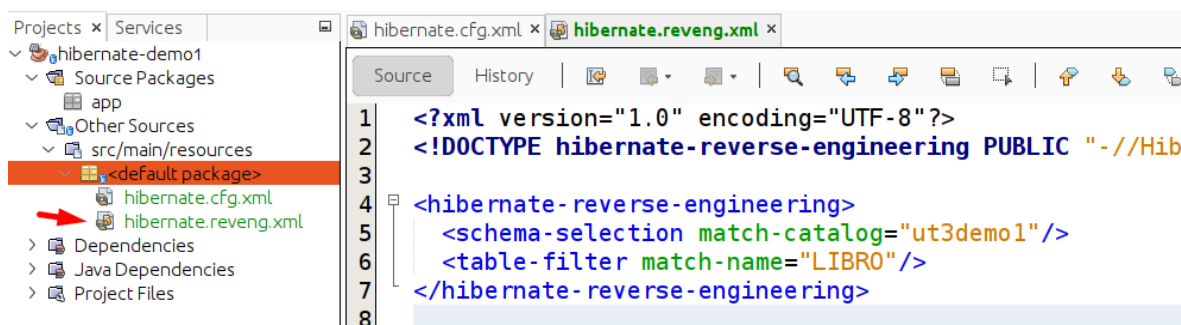 Projects × Services
hibernate-demo1
Source Packages
app
Other Sources
src/main/resources
<default package>
hibernate.cfg.xml
hibernate.reveng.xml
Dependencies
Java Dependencies
Project Files
hibernate.cfg.xml × hibernate.reveng.xml ×
Source History
1 <?xml version="1.0" encoding="UTF-8"?>
2 <!DOCTYPE hibernate-reverse-engineering PUBLIC "-//Hib
3
4 <hibernate-reverse-engineering>
5 <schema-selection match-catalog="ut3demo1"/>
6 <table-filter match-name="LIBRO"/>
7 </hibernate-reverse-engineering>
8